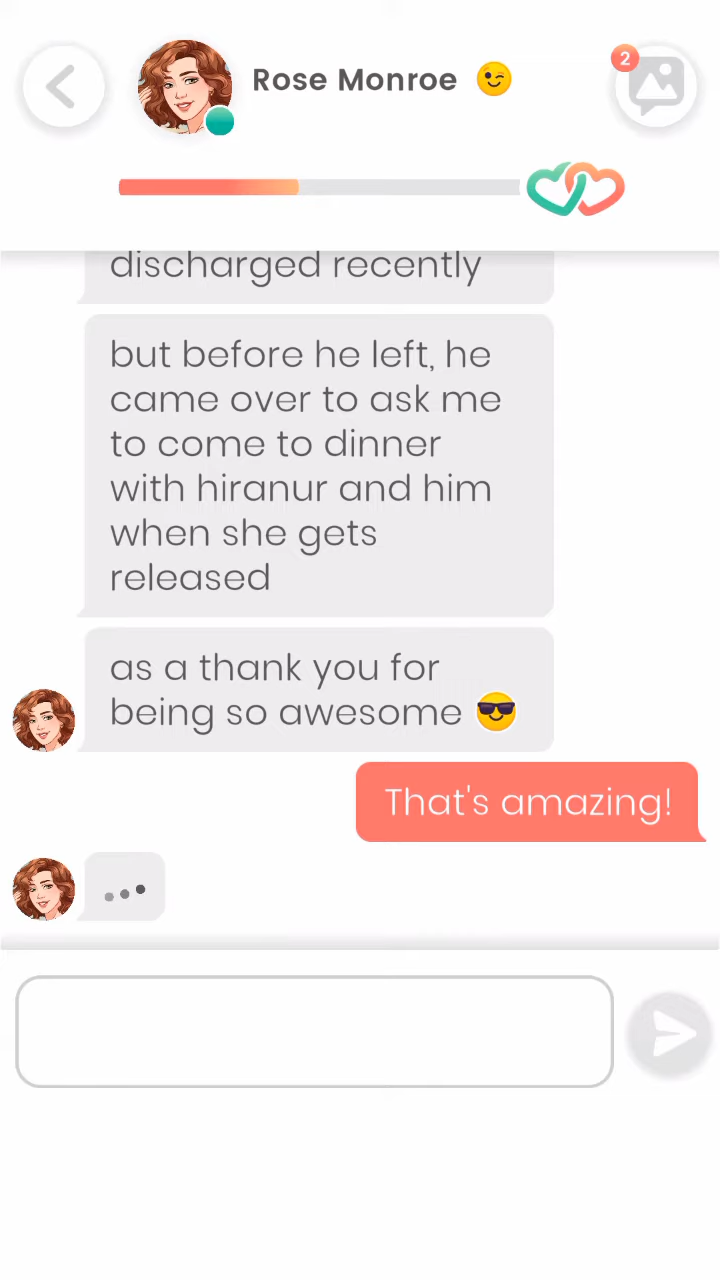 Rose Monroe 😉
2
discharged recently
but before he left, he
came over to ask me
to come to dinner
with hiranur and him
when she gets
released
as a thank you for
being so awesome 😎
That's amazing!